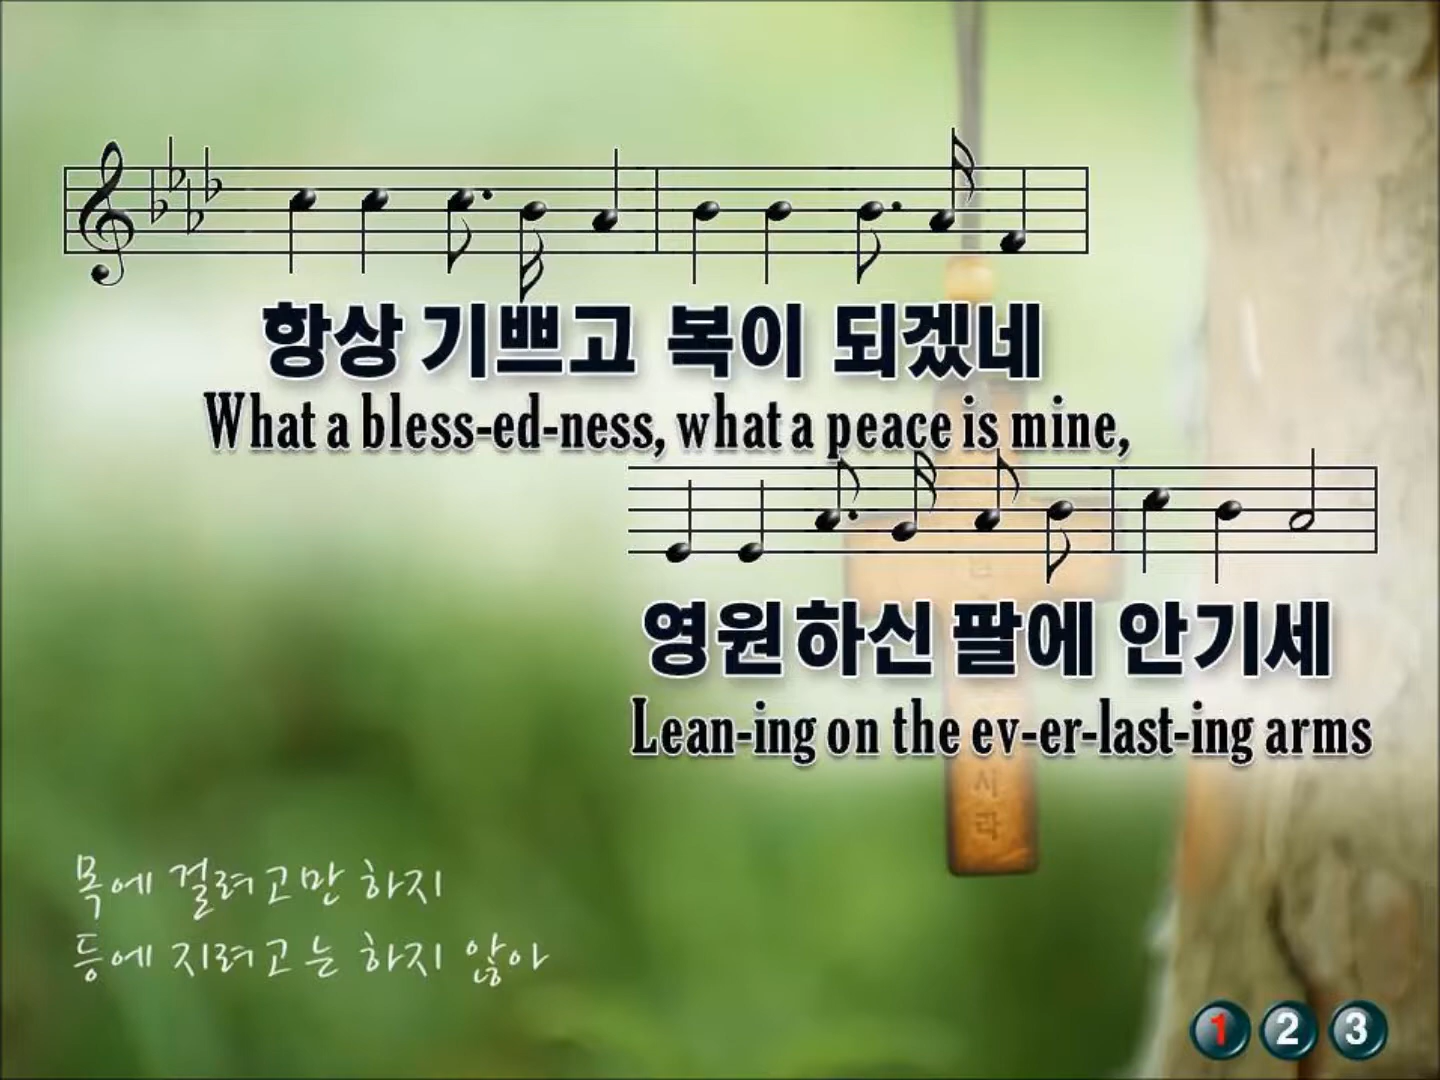 항상 기쁘고 복이 되겠네
What a bless-ed-ness, what a peace is mine,
영원하신 팔에 안기세
Lean-ing on the ev-er-last-ing arms
시
라
목에 걸려고만 하지
등에 지려고는 하지 않아
1 2 3